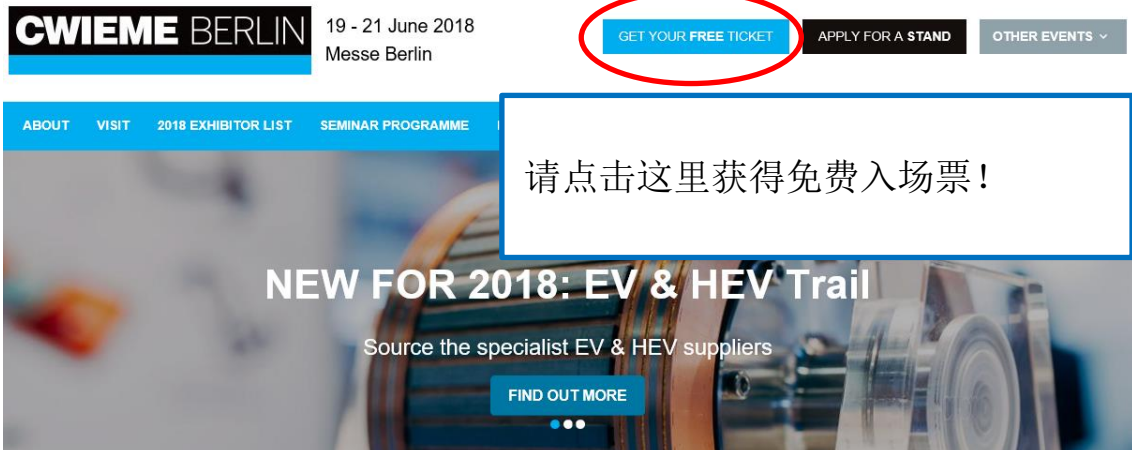 CWIEME BERLIN
19 - 21 June 2018
Messe Berlin
GET YOUR FREE TICKET
APPLY FOR A STAND
OTHER EVENTS
ABOUT
VISIT
2018 EXHIBITOR LIST
SEMINAR PROGRAMME
请点击这里获得免费入场票!
NEW FOR 2018: EV & HEV Trail
Source the specialist EV & HEV suppliers
FIND OUT MORE